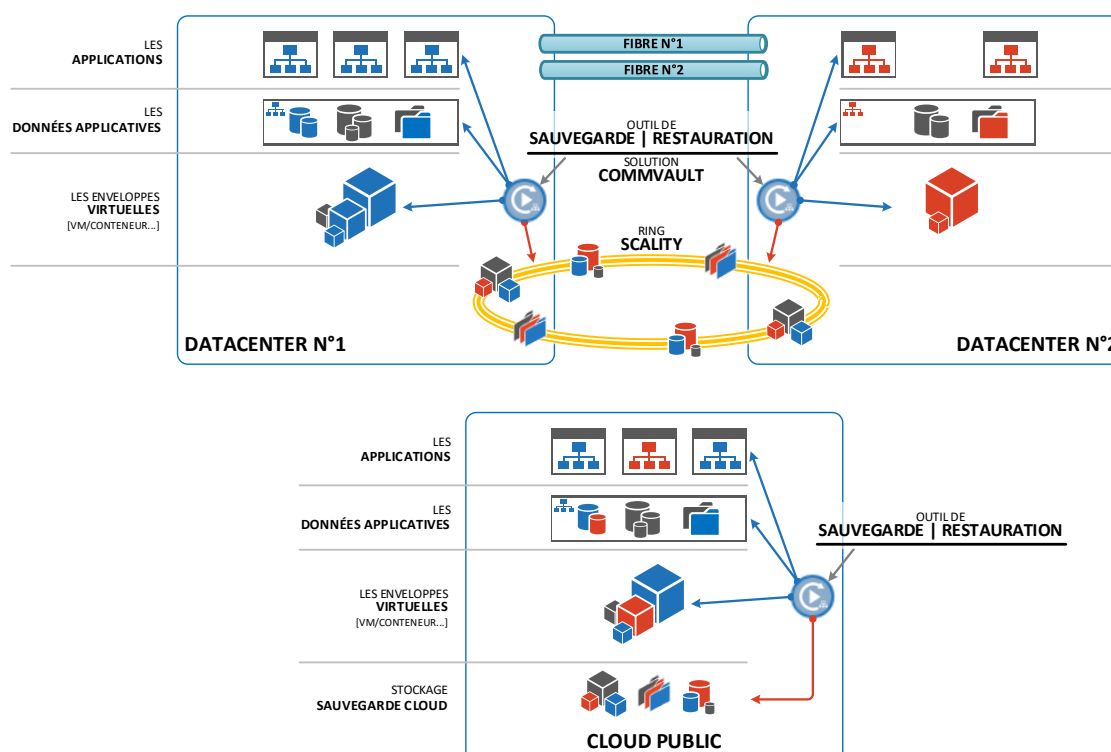 LES
APPLICATIONS
FIBRE N°1
FIBRE N°2
LES
DONNÉES APPLICATIVES
OUTIL DE
SAUVEGARDE | RESTAURATION
SOLUTION
COMMVAULT
LES ENVELOPPES
VIRTUELLES
[VM/CONTENEUR...]
RING
SCALITY
DATACENTER N°1
DATACENTER N°2
LES
APPLICATIONS
LES
DONNÉES APPLICATIVES
OUTIL DE
SAUVEGARDE | RESTAURATION
LES ENVELOPPES
VIRTUELLES
[VM/CONTENEUR...]
STOCKAGE
SAUVEGARDE CLOUD
CLOUD PUBLIC